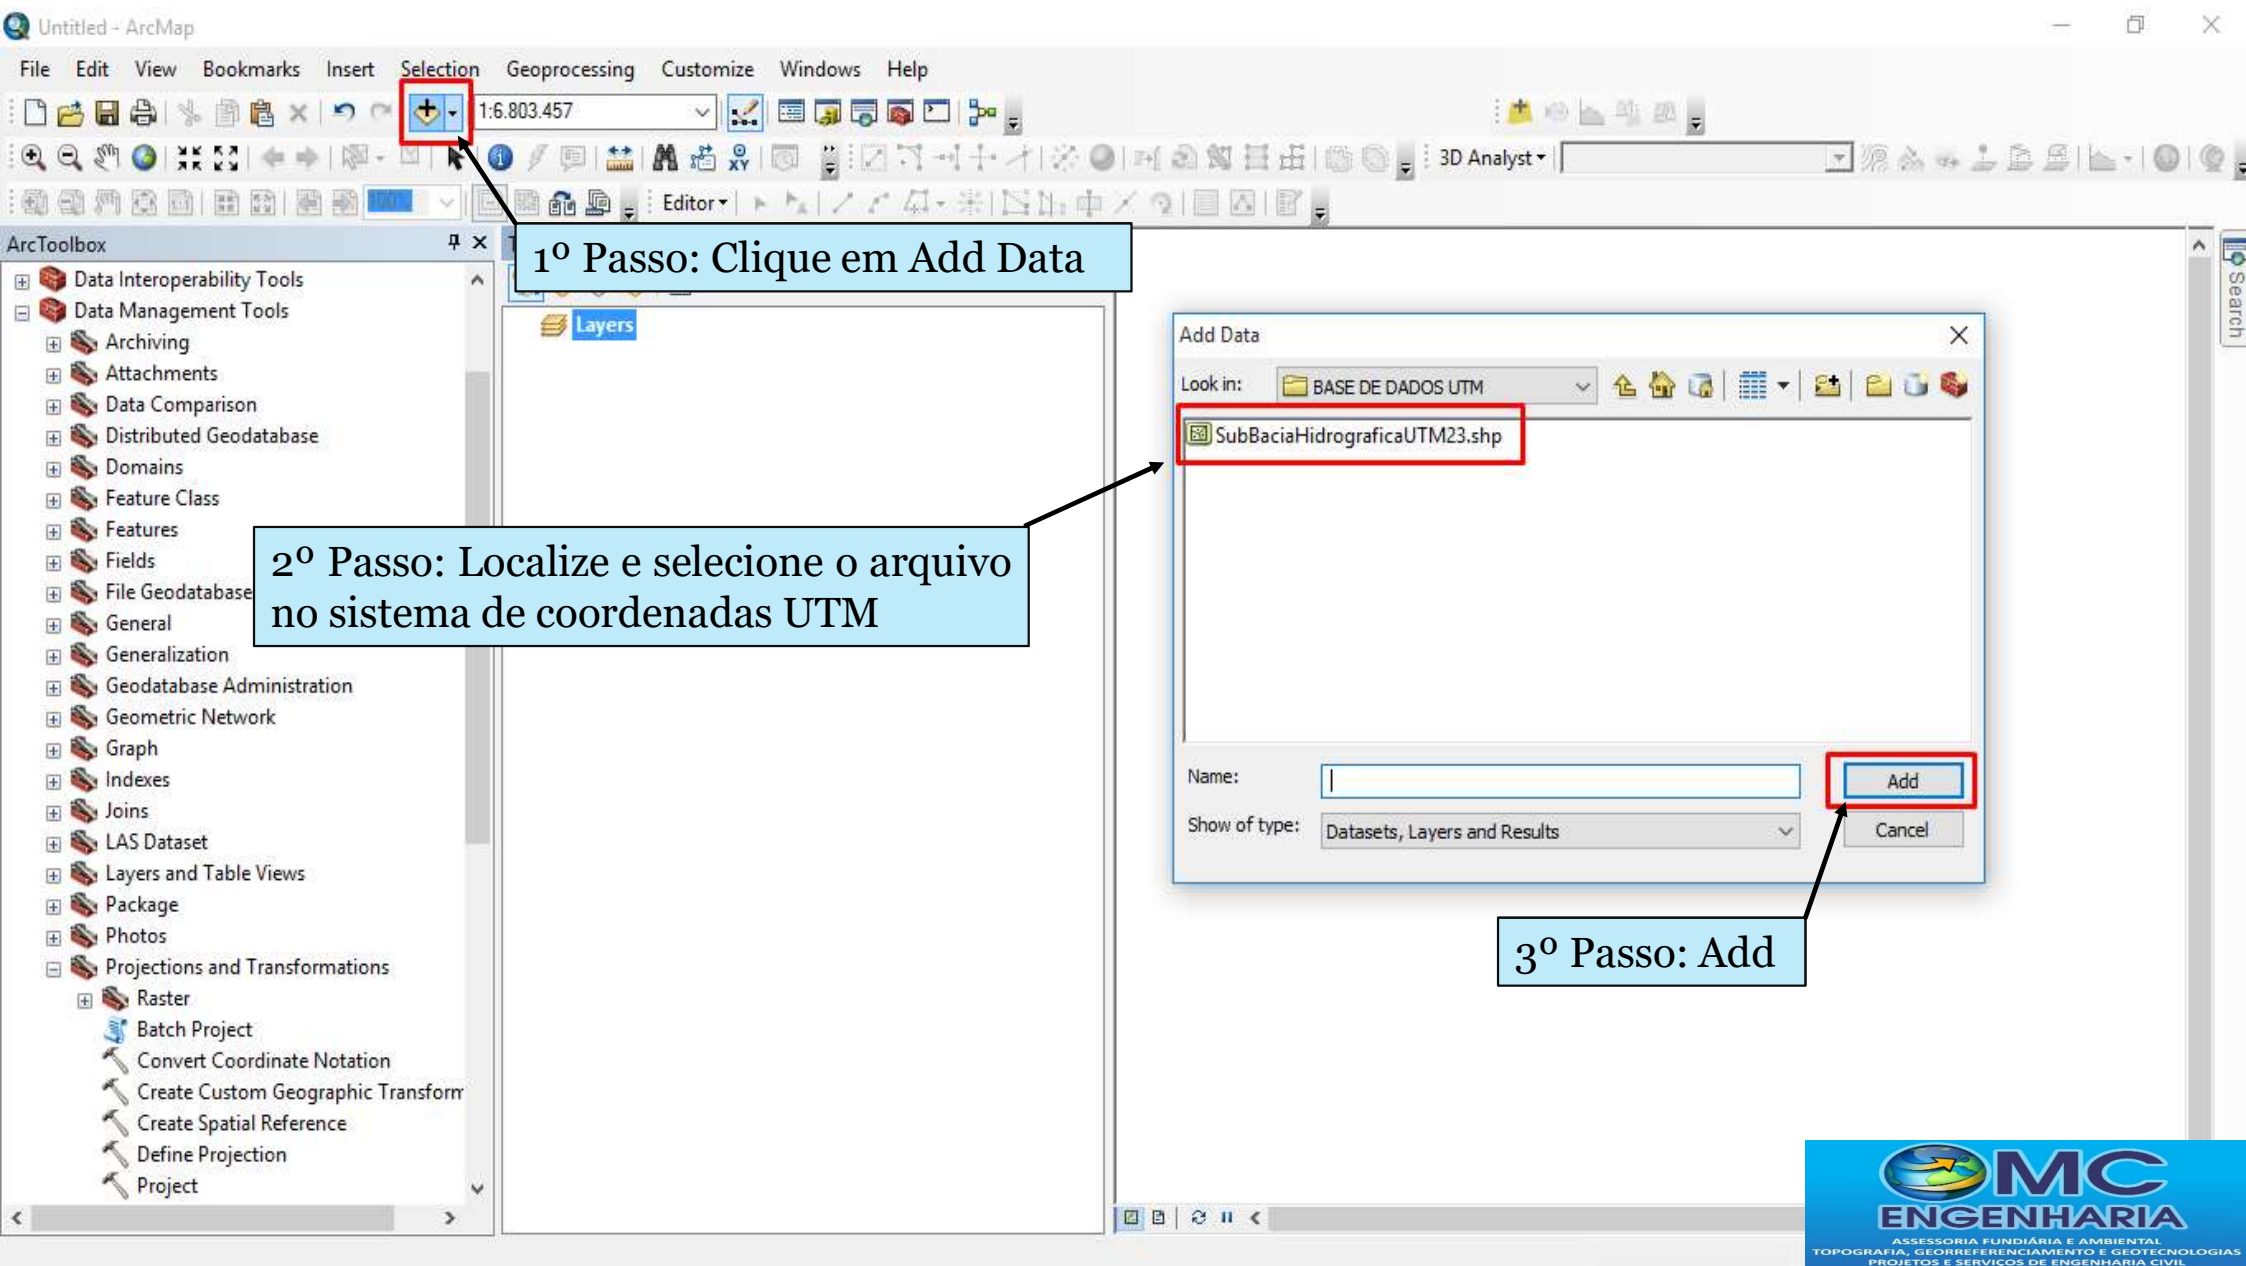 Untitled - ArcMap
File Edit View Bookmarks Insert Selection Geoprocessing Customize Windows Help
1:6.803.457
3D Analyst
100%
Editor
ArcToolbox
1º Passo: Clique em Add Data
Search
Data Interoperability Tools
Data Management Tools
Archiving
Attachments
Data Comparison
Distributed Geodatabase
Domains
Feature Class
Features
Fields
File Geodatabase
General
Generalization
Geodatabase Administration
Geometric Network
Graph
Indexes
Joins
LAS Dataset
Layers and Table Views
Package
Photos
Projections and Transformations
Raster
Batch Project
Convert Coordinate Notation
Create Custom Geographic Transform
Create Spatial Reference
Define Projection
Project
Layers
2º Passo: Localize e selecione o arquivo
no sistema de coordenadas UTM
Add Data
Look in: BASE DE DADOS UTM
SubBaciaHidrograficaUTM23.shp
Name:
Add
Show of type: Datasets, Layers and Results
Cancel
3º Passo: Add
MC
ENGENHARIA
ASSESSORIA FUNDIÁRIA E AMBIENTAL
TOPOGRAFIA, GEORREFERENCIAMENTO E GEOTECNOLOGIAS
PROJETOS E SERVIÇOS DE ENGENHARIA CIVIL